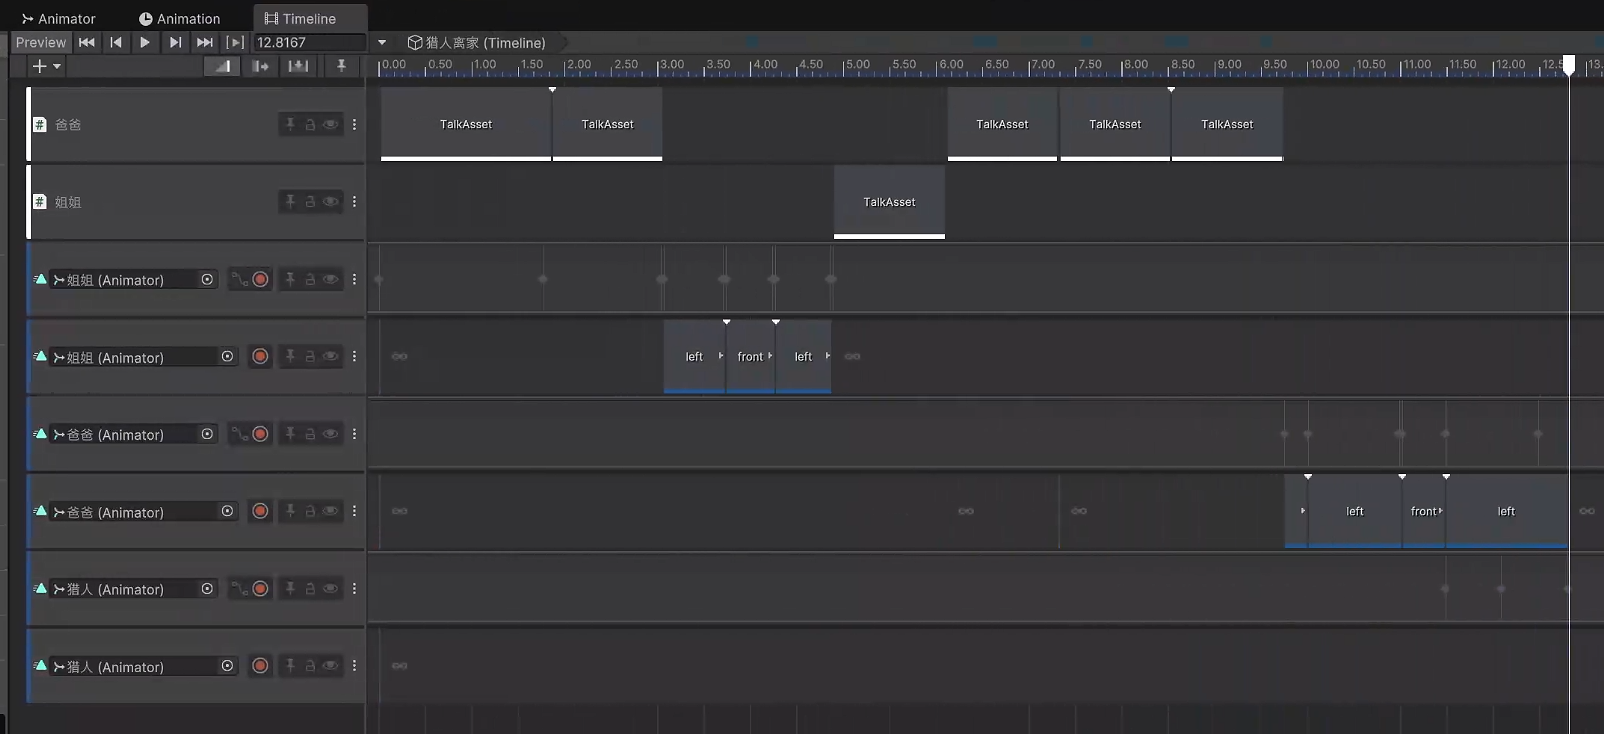 Animator Animation Timeline
Preview 12.8167 猎人离家 (Timeline)
0.00 0.50 1.00 1.50 2.00 2.50 3.00 3.50 4.00 4.50 5.00 5.50 6.00 6.50 7.00 7.50 8.00 8.50 9.00 9.50 10.00 10.50 11.00 11.50 12.00 12.5 13.
爸爸 TalkAsset TalkAsset TalkAsset TalkAsset TalkAsset
姐姐 TalkAsset
姐姐 (Animator)
姐姐 (Animator) left front left
爸爸 (Animator)
爸爸 (Animator) left front left
猎人 (Animator)
猎人 (Animator)